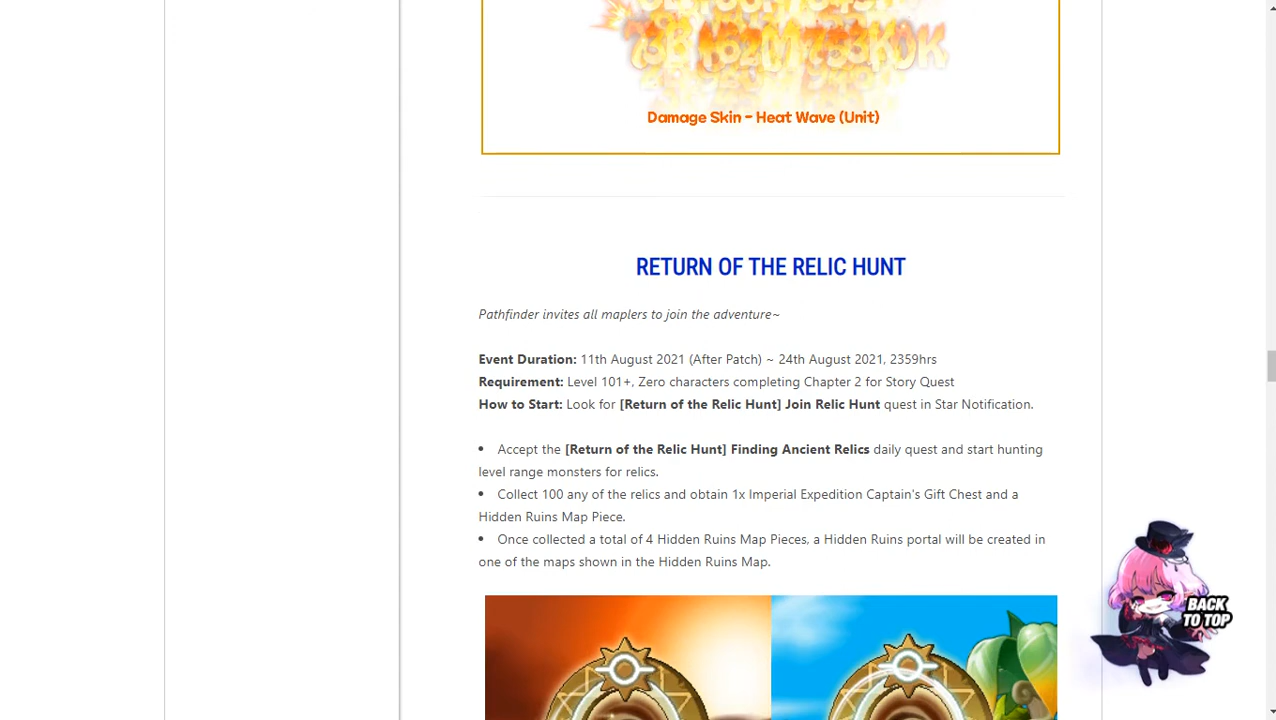 73B 162M 753K0K
Damage Skin - Heat Wave (Unit)
RETURN OF THE RELIC HUNT
Pathfinder invites all maplers to join the adventure~
Event Duration: 11th August 2021 (After Patch) ~ 24th August 2021, 2359hrs
Requirement: Level 101+, Zero characters completing Chapter 2 for Story Quest
How to Start: Look for [Return of the Relic Hunt] Join Relic Hunt quest in Star Notification.
• Accept the [Return of the Relic Hunt] Finding Ancient Relics daily quest and start hunting
level range monsters for relics.
• Collect 100 any of the relics and obtain 1x Imperial Expedition Captain's Gift Chest and a
Hidden Ruins Map Piece.
• Once collected a total of 4 Hidden Ruins Map Pieces, a Hidden Ruins portal will be created in
one of the maps shown in the Hidden Ruins Map.
BACK
TO TOP